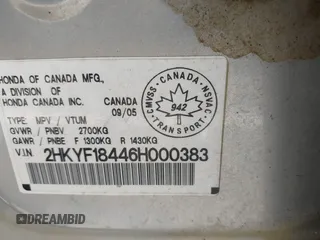 HONDA OF CANADA MFG.,
A DIVISION OF
HONDA CANADA INC.
CANADA
09/05
TYPE MPV / VTUM
GVWR / PNBV 2700KG
GAWR / PNBE F 1300KG R 1430KG
V.I.N. 2HKYF18446H000383
CMVSS - CANADA - NSVAC
942
TRANSPORT
DREAMBID